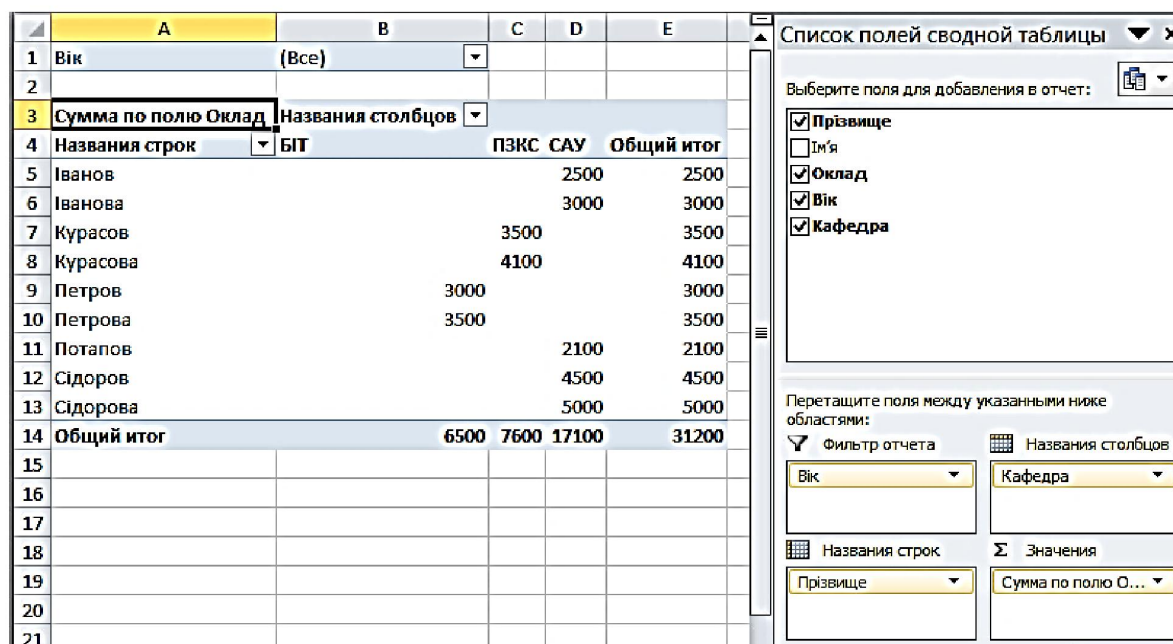 A B C D E
1 Вік (Все)
2
3 Сумма по полю Оклад Названия столбцов
4 Названия строк БІТ ПЗКС САУ Общий итог
5 Іванов 2500 2500
6 Іванова 3000 3000
7 Курасов 3500 3500
8 Курасова 4100 4100
9 Петров 3000 3000
10 Петрова 3500 3500
11 Потапов 2100 2100
12 Сідоров 4500 4500
13 Сідорова 5000 5000
14 Общий итог 6500 7600 17100 31200
15
16
17
18
19
20
21
Список полей сводной таблицы
Выберите поля для добавления в отчет:
Прізвище
Ім'я
Оклад
Вік
Кафедра
Перетащите поля между указанными ниже
областями:
Фильтр отчета Названия столбцов
Вік Кафедра
Названия строк Σ Значения
Прізвище Сумма по полю О...